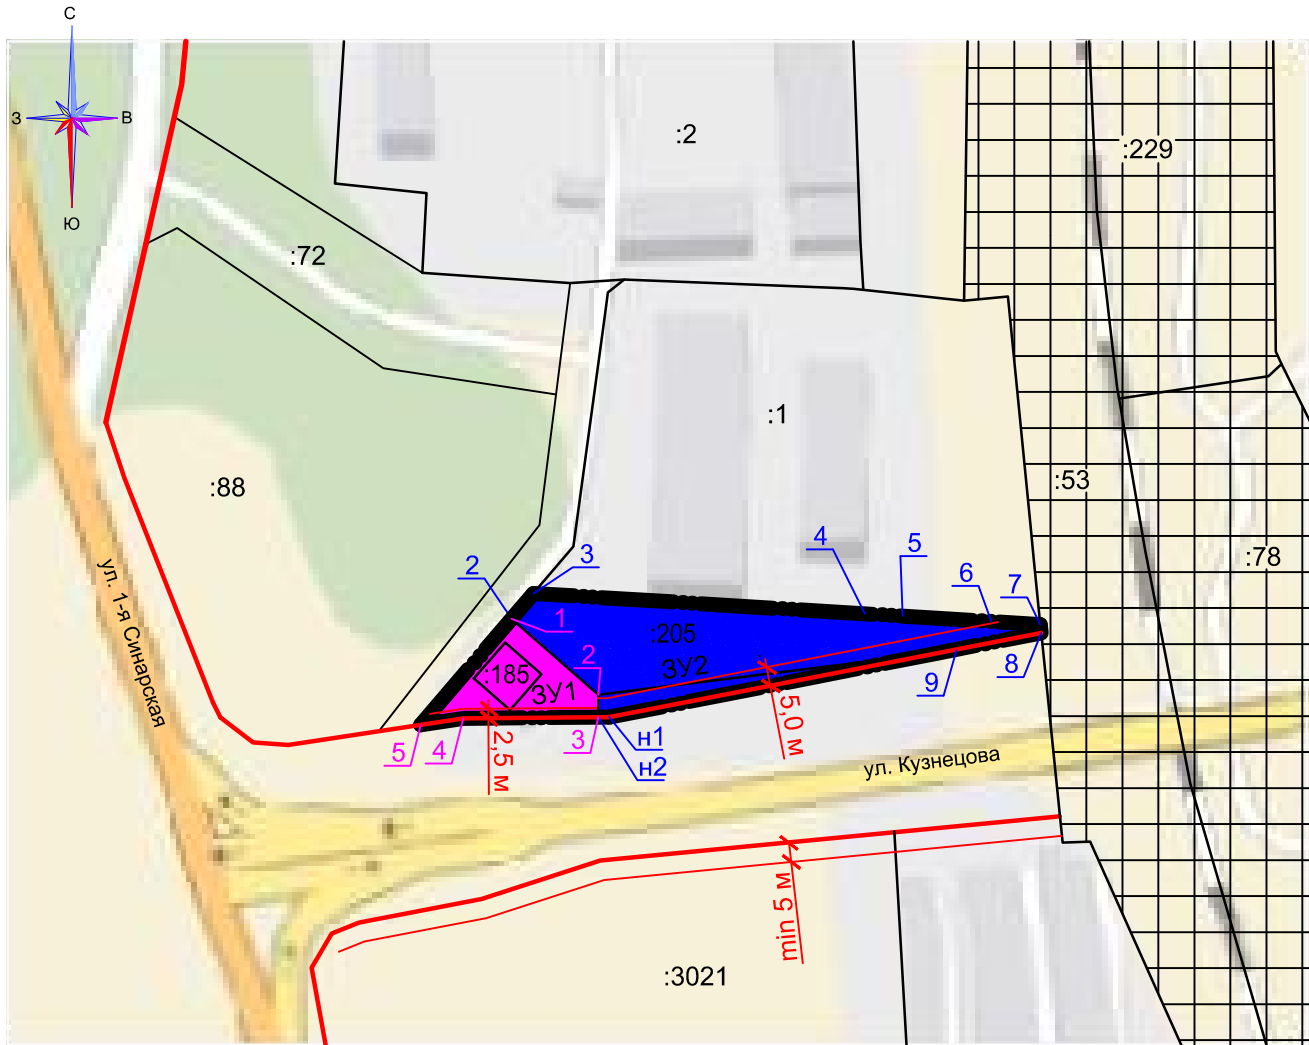 С
З
В
Ю
:2
:229
:72
:1
:53
:88
:78
4
5
3
2
6
7
1
:205
2
ЗУ2
:185
ЗУ1
8
9
ул. 1-я Синарская
5
4
3
н1
н2
2,5 м
5,0 м
ул. Кузнецова
min 5 м
:3021